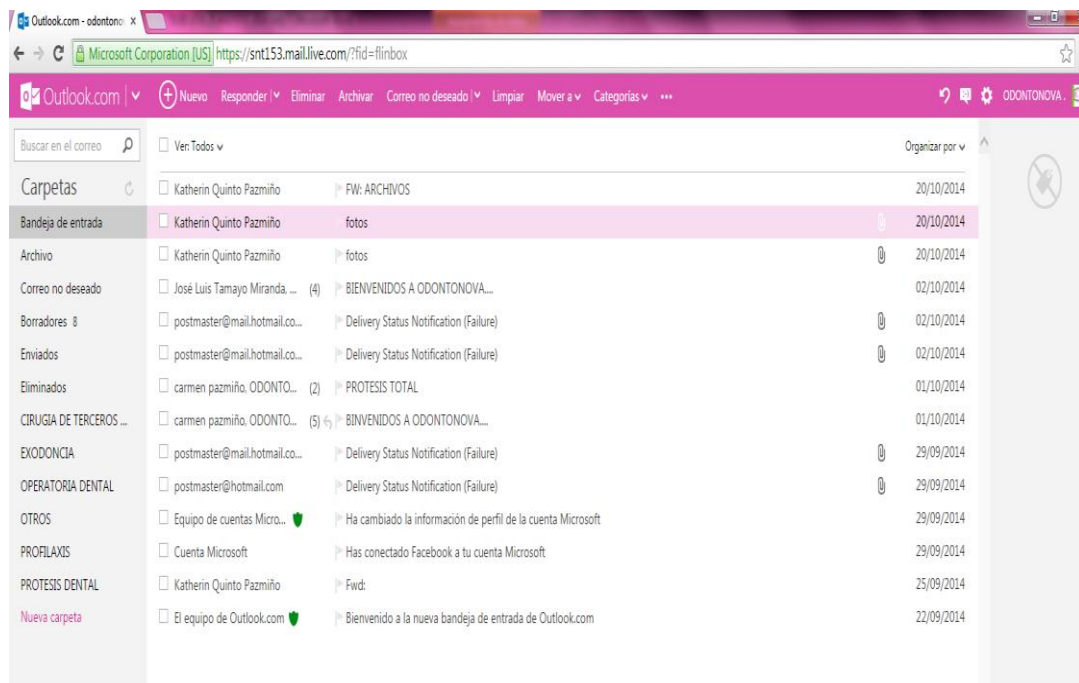 Outlook.com - odontono x
Microsoft Corporation [US] https://snt153.mail.live.com/?fid=flinbox
Outlook.com Nuevo Responder Eliminar Archivar Correo no deseado Limpiar Mover a Categorías ••• ODONTONOVA.
Buscar en el correo Ver: Todos Organizar por
Carpetas Katherin Quinto Pazmiño FW: ARCHIVOS 20/10/2014
Bandeja de entrada Katherin Quinto Pazmiño fotos 20/10/2014
Archivo Katherin Quinto Pazmiño fotos 20/10/2014
Correo no deseado José Luis Tamayo Miranda, ... (4) BIENVENIDOS A ODONTONOVA.... 02/10/2014
Borradores 8 postmaster@mail.hotmail.co... Delivery Status Notification (Failure) 02/10/2014
Enviados postmaster@mail.hotmail.co... Delivery Status Notification (Failure) 02/10/2014
Eliminados carmen pazmiño, ODONTO... (2) PROTESIS TOTAL 01/10/2014
CIRUGIA DE TERCEROS ... carmen pazmiño, ODONTO... (5) BINVENIDOS A ODONTONOVA.... 01/10/2014
EXODONCIA postmaster@mail.hotmail.co... Delivery Status Notification (Failure) 29/09/2014
OPERATORIA DENTAL postmaster@hotmail.com Delivery Status Notification (Failure) 29/09/2014
OTROS Equipo de cuentas Micro... Ha cambiado la información de perfil de la cuenta Microsoft 29/09/2014
PROFILAXIS Cuenta Microsoft Has conectado Facebook a tu cuenta Microsoft 29/09/2014
PROTESIS DENTAL Katherin Quinto Pazmiño Fwd: 25/09/2014
Nueva carpeta El equipo de Outlook.com Bienvenido a la nueva bandeja de entrada de Outlook.com 22/09/2014